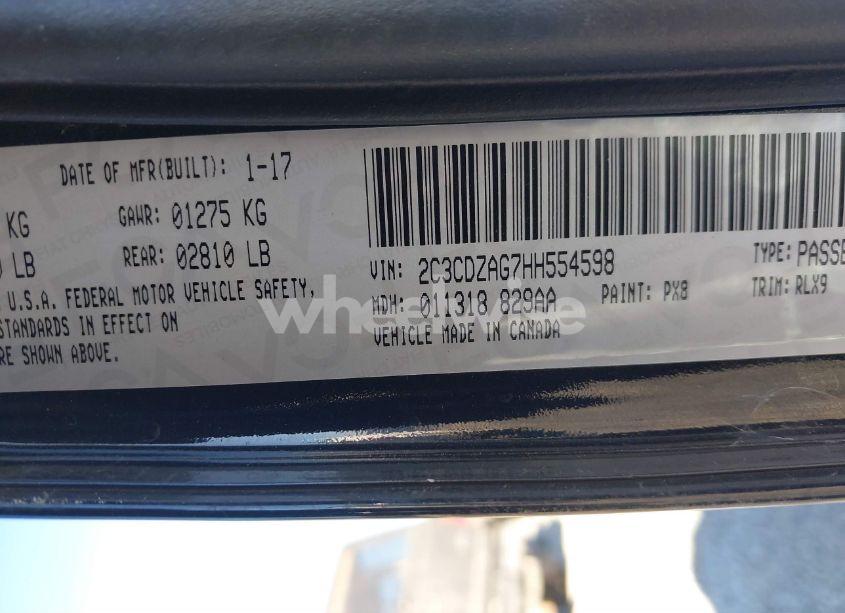 DATE OF MFR(BUILT): 1-17
KG GAWR: 01275 KG
LB REAR: 02810 LB
U.S.A. FEDERAL MOTOR VEHICLE SAFETY,
STANDARDS IN EFFECT ON
RE SHOWN ABOVE.
VIN: 2C3CDZAG7HH554598 TYPE: PASSE
MDH: 011318 829AA PAINT: PX8 TRIM: RLX9
VEHICLE MADE IN CANADA
wheelwise